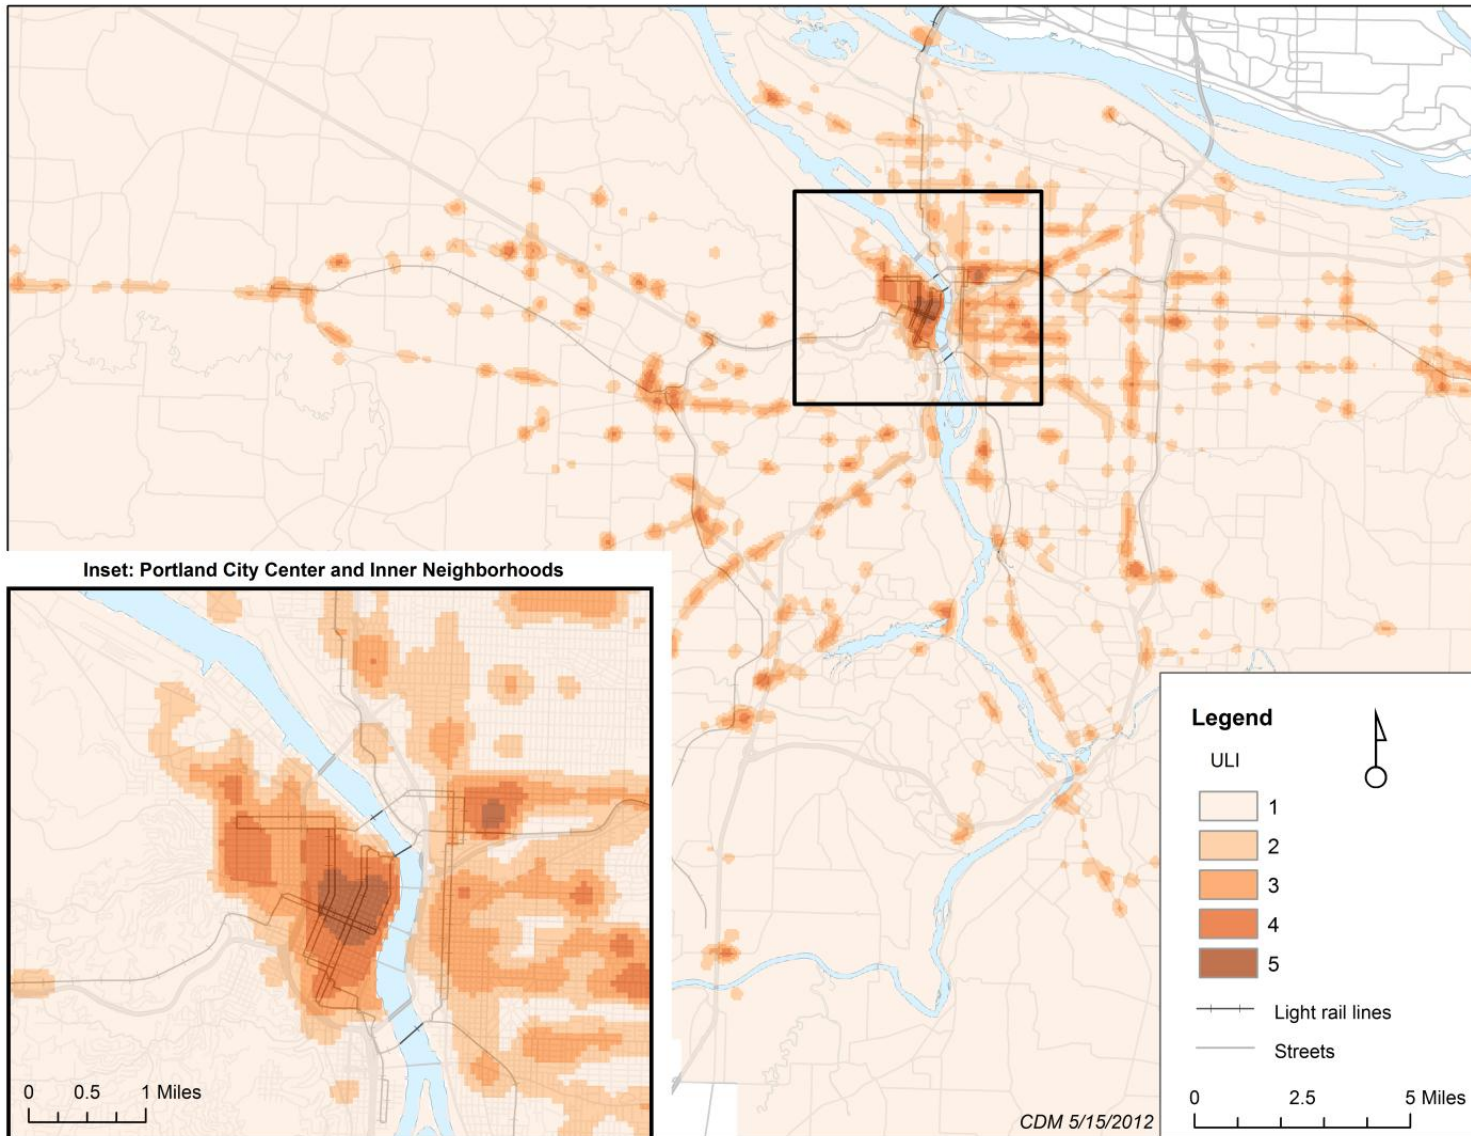 Inset: Portland City Center and Inner Neighborhoods
0 0.5 1 Miles
CDM 5/15/2012
Legend
ULI
1
2
3
4
5
Light rail lines
Streets
0 2.5 5 Miles